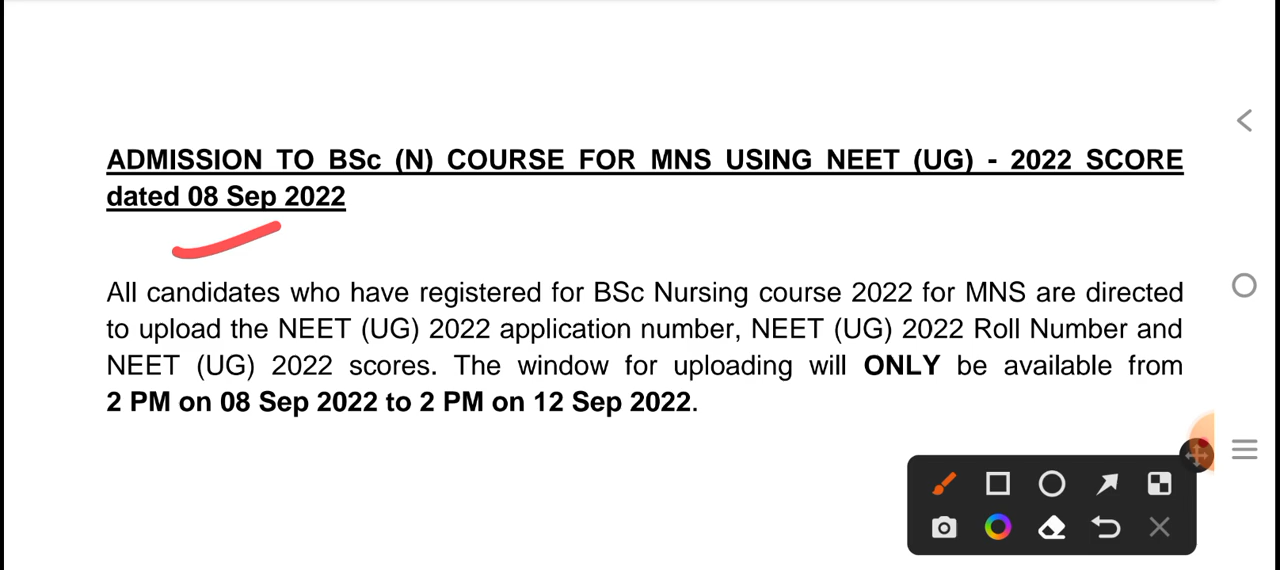 ADMISSION TO BSc (N) COURSE FOR MNS USING NEET (UG) - 2022 SCORE
dated 08 Sep 2022
All candidates who have registered for BSc Nursing course 2022 for MNS are directed
to upload the NEET (UG) 2022 application number, NEET (UG) 2022 Roll Number and
NEET (UG) 2022 scores. The window for uploading will ONLY be available from
2 PM on 08 Sep 2022 to 2 PM on 12 Sep 2022.